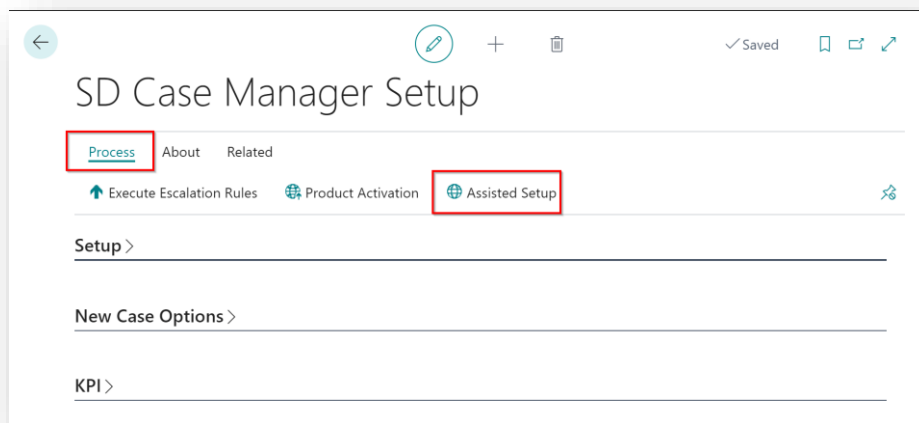 Saved
SD Case Manager Setup
Process About Related
Execute Escalation Rules Product Activation Assisted Setup
Setup
New Case Options
KPI